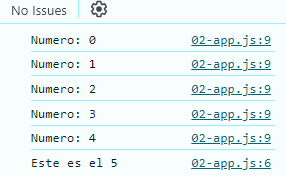 No Issues
Numero: 0 02-app.js:9
Numero: 1 02-app.js:9
Numero: 2 02-app.js:9
Numero: 3 02-app.js:9
Numero: 4 02-app.js:9
Este es el 5 02-app.js:6